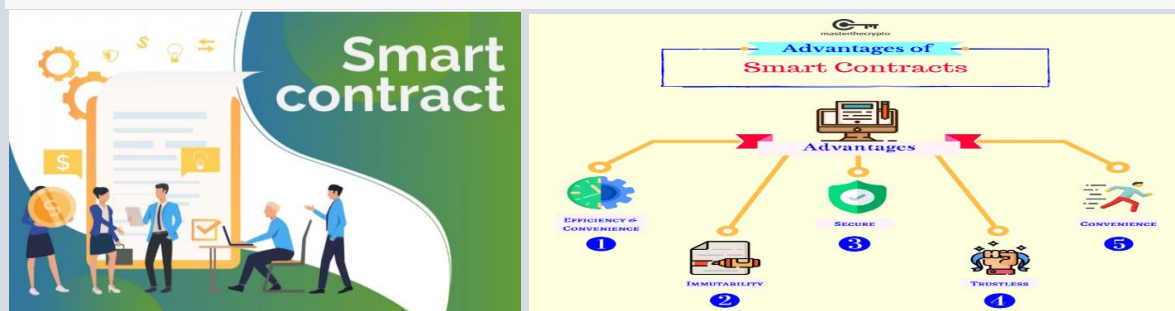 Smart
contract
$
$
masterthecrypto
Advantages of
Smart Contracts
Advantages
EFFICIENCY &
CONVENIENCE
1
IMMUTABILITY
2
SECURE
3
TRUSTLESS
4
CONVENIENCE
5